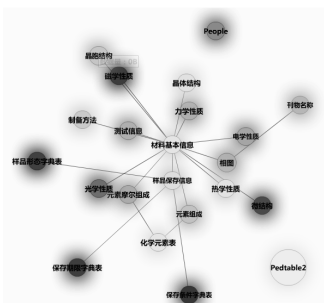 People
晶胞结构
磁学性质
晶体结构
力学性质
刊物名称
制备方法
测试信息
电学性质
材料基本信息
相图
样品形态字典表
样品保存信息
光学性质
热学性质
元素摩尔组成
微结构
元素组成
化学元素表
保存期限字典表
Pedtable2
保存条件字典表